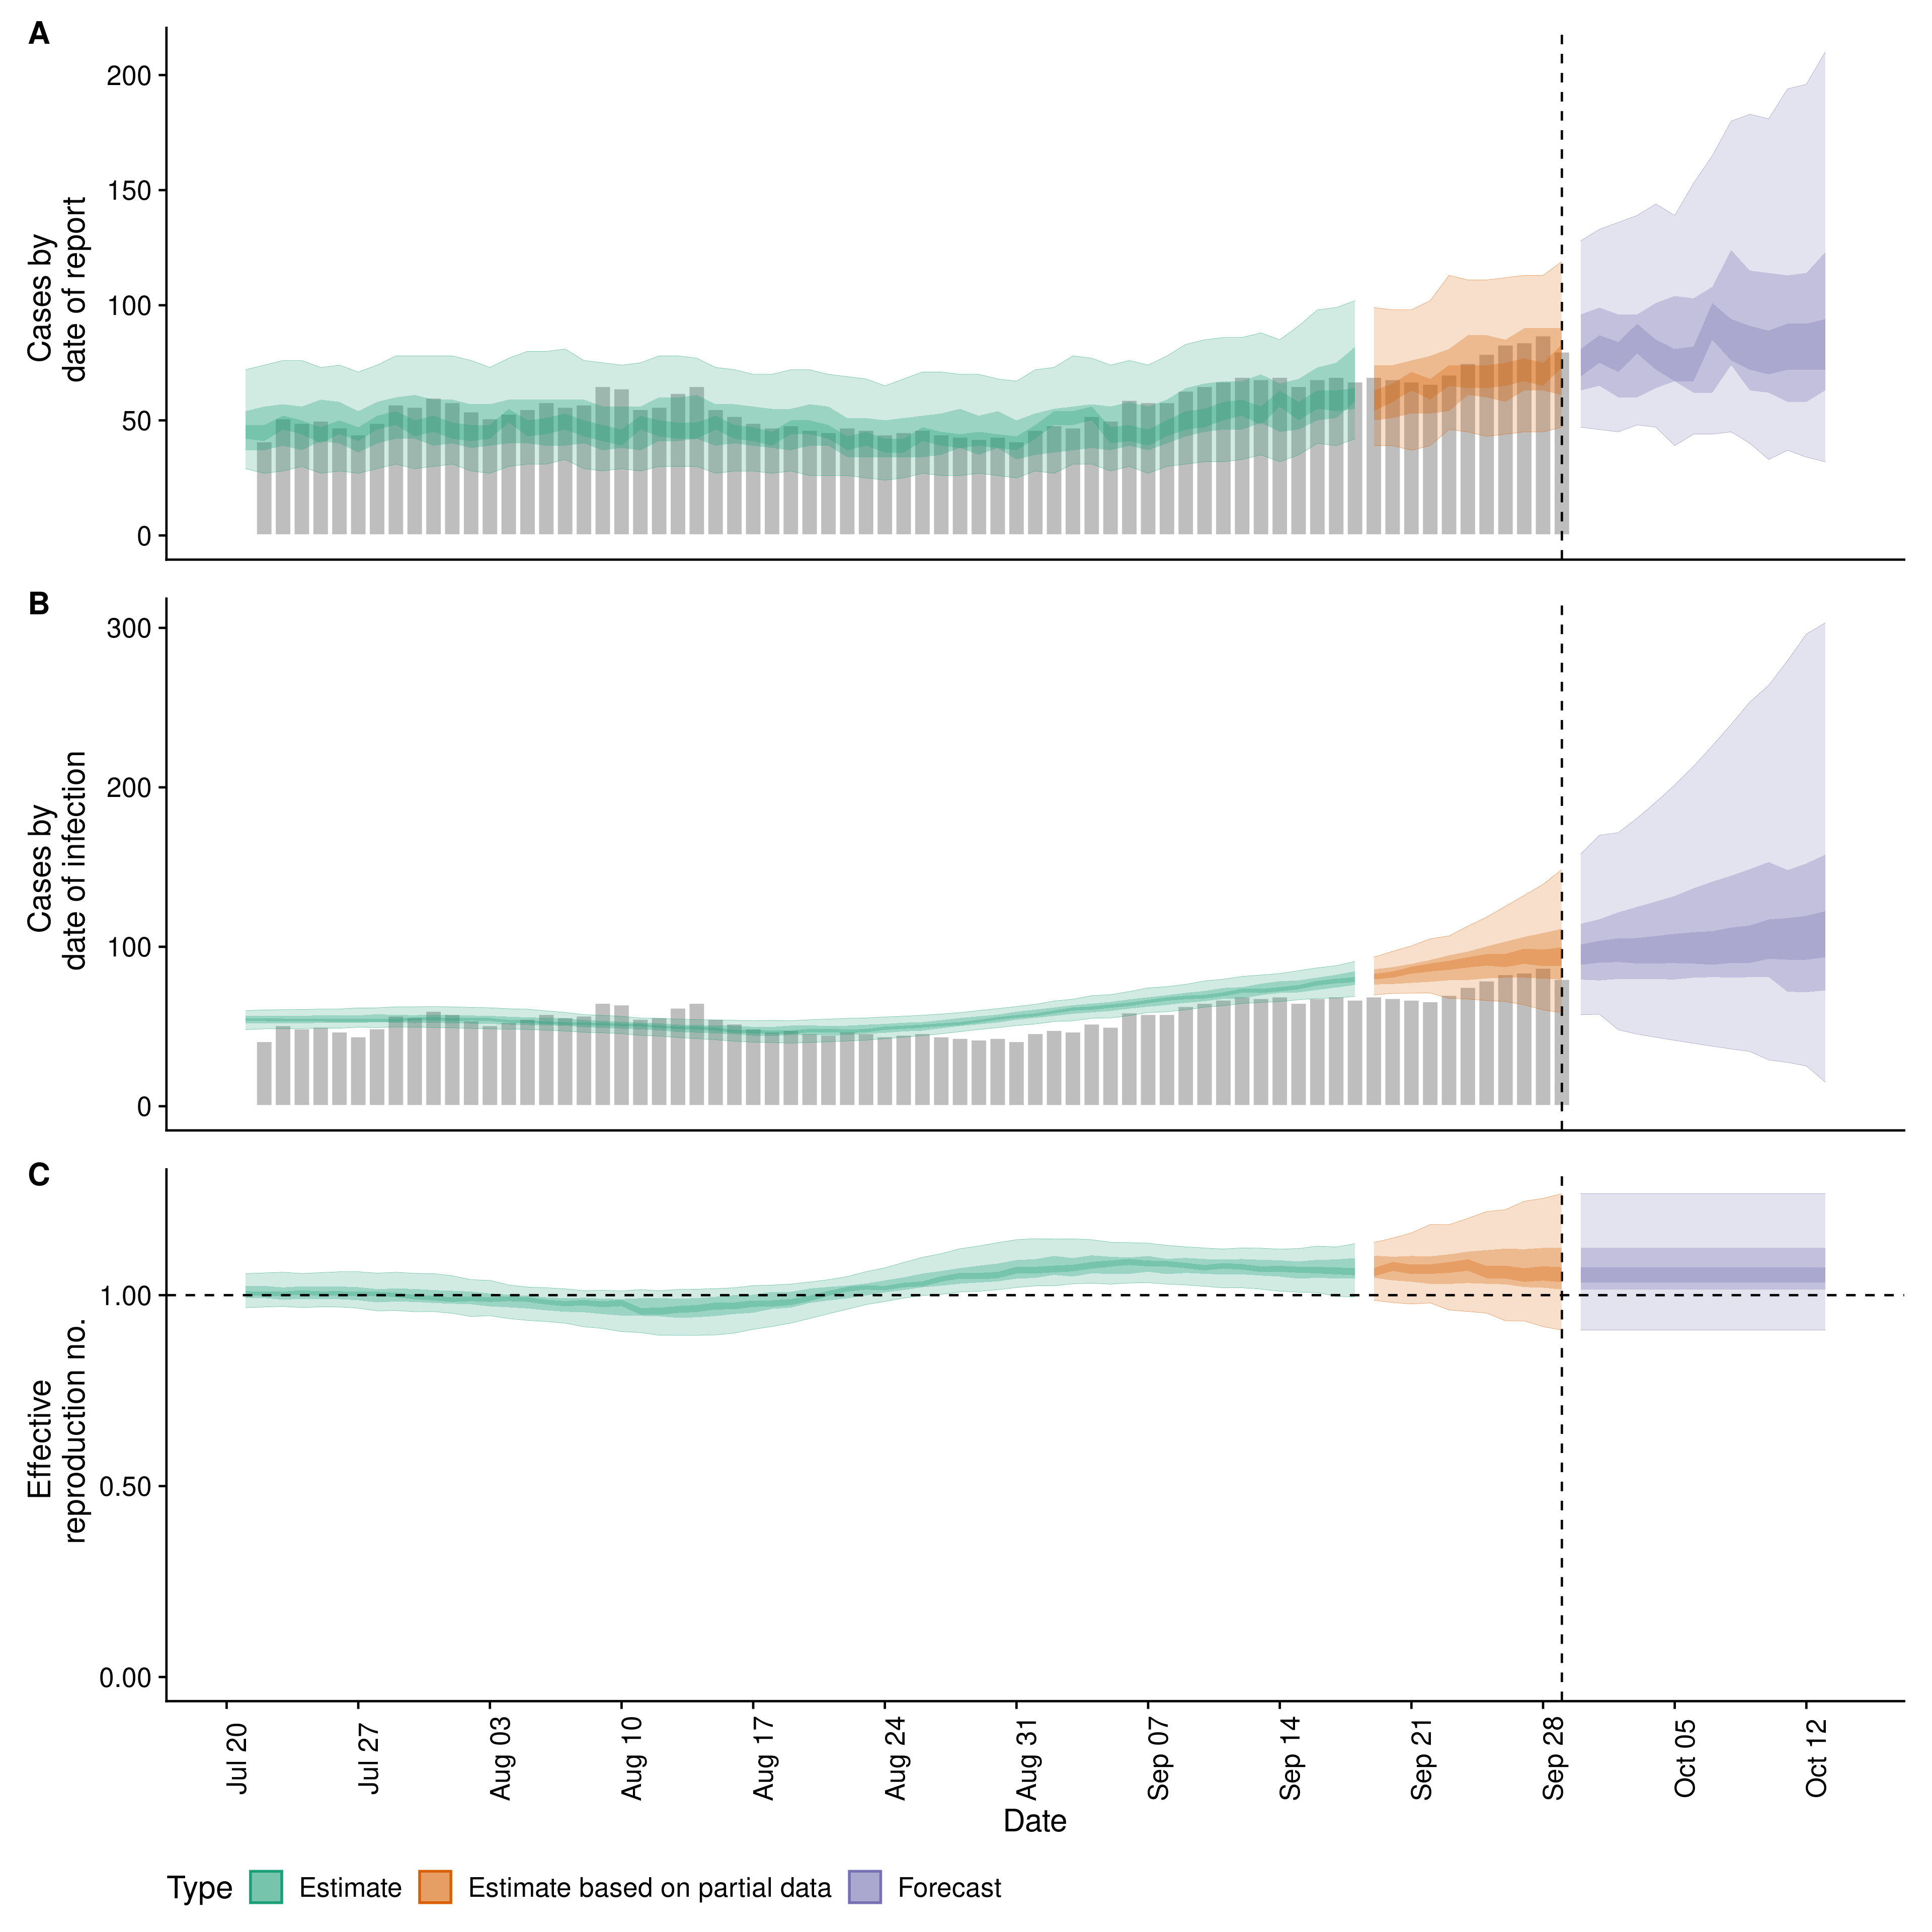 A
200
150
100
50
0
Cases by
date of report
B
300
200
100
0
Cases by
date of infection
C
1.00
0.50
0.00
Effective
reproduction no.
Jul 20
Jul 27
Aug 03
Aug 10
Aug 17
Aug 24
Aug 31
Sep 07
Sep 14
Sep 21
Sep 28
Oct 05
Oct 12
Date
Type Estimate Estimate based on partial data Forecast